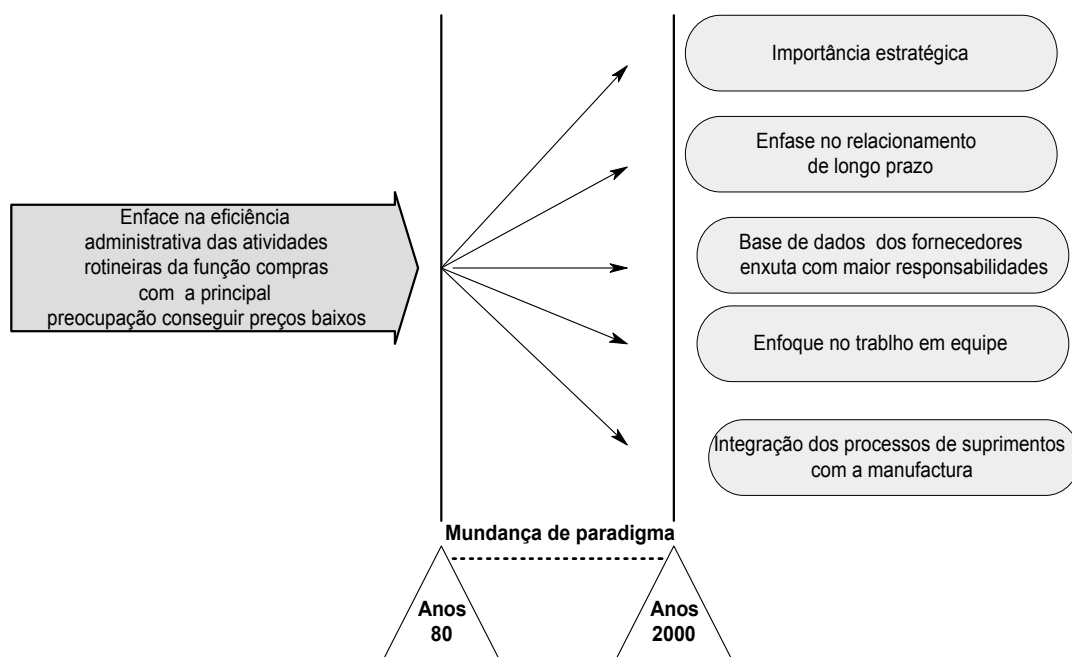 Enface na eficiência
administrativa das atividades
rotineiras da função compras
com a principal
preocupação conseguir preços baixos
Importância estratégica
Enfase no relacionamento
de longo prazo
Base de dados dos fornecedores
enxuta com maior responsabilidades
Enfoque no trablho em equipe
Integração dos processos de suprimentos
com a manufactura
Mundança de paradigma
Anos
80
Anos
2000